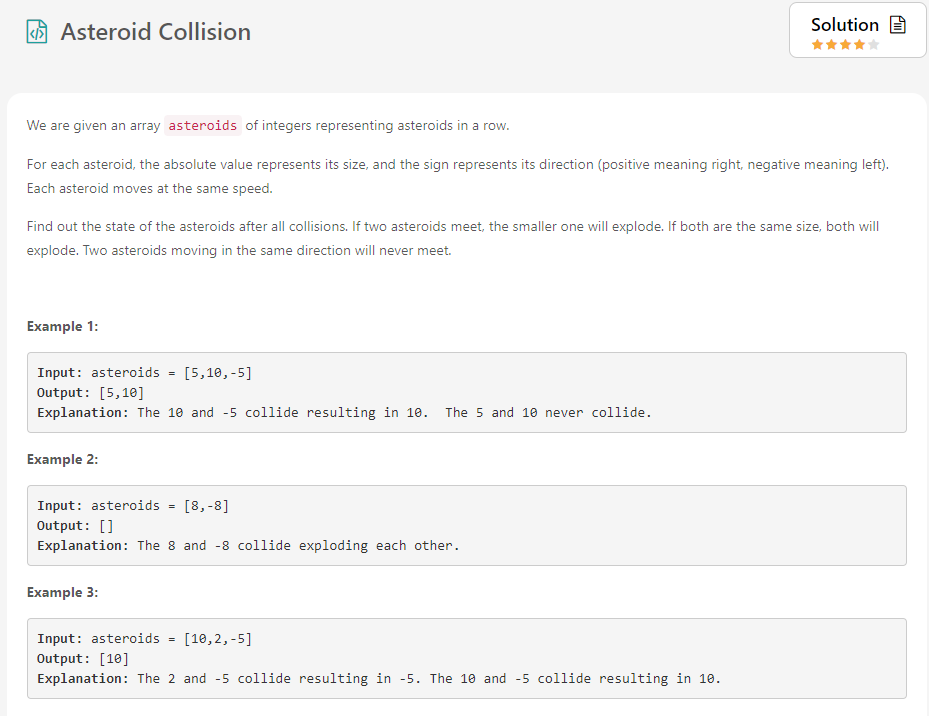 Asteroid Collision
Solution
We are given an array asteroids of integers representing asteroids in a row.
For each asteroid, the absolute value represents its size, and the sign represents its direction (positive meaning right, negative meaning left).
Each asteroid moves at the same speed.
Find out the state of the asteroids after all collisions. If two asteroids meet, the smaller one will explode. If both are the same size, both will
explode. Two asteroids moving in the same direction will never meet.
Example 1:
Input: asteroids = [5,10,-5]
Output: [5,10]
Explanation: The 10 and -5 collide resulting in 10.  The 5 and 10 never collide.
Example 2:
Input: asteroids = [8,-8]
Output: []
Explanation: The 8 and -8 collide exploding each other.
Example 3:
Input: asteroids = [10,2,-5]
Output: [10]
Explanation: The 2 and -5 collide resulting in -5. The 10 and -5 collide resulting in 10.